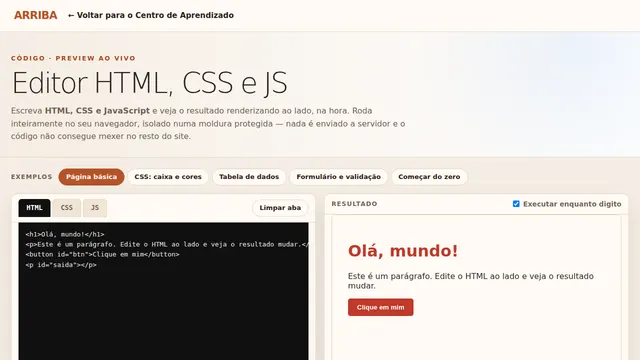 ARRIBA ← Voltar para o Centro de Aprendizado
CÓDIGO · PREVIEW AO VIVO
Editor HTML, CSS e JS
Escreva HTML, CSS e JavaScript e veja o resultado renderizando ao lado, na hora. Roda
inteiramente no seu navegador, isolado numa moldura protegida — nada é enviado a servidor e o
código não consegue mexer no resto do site.
EXEMPLOS Página básica CSS: caixa e cores Tabela de dados Formulário e validação Começar do zero
HTML CSS JS Limpar aba
<h1>Olá, mundo!</h1>
<p>Este é um parágrafo. Edite o HTML ao lado e veja o resultado mudar.</
<button id="btn">Clique em mim</button>
<p id="saida"></p>
RESULTADO Executar enquanto digito
Olá, mundo!
Este é um parágrafo. Edite o HTML ao lado e veja o resultado
mudar.
Clique em mim